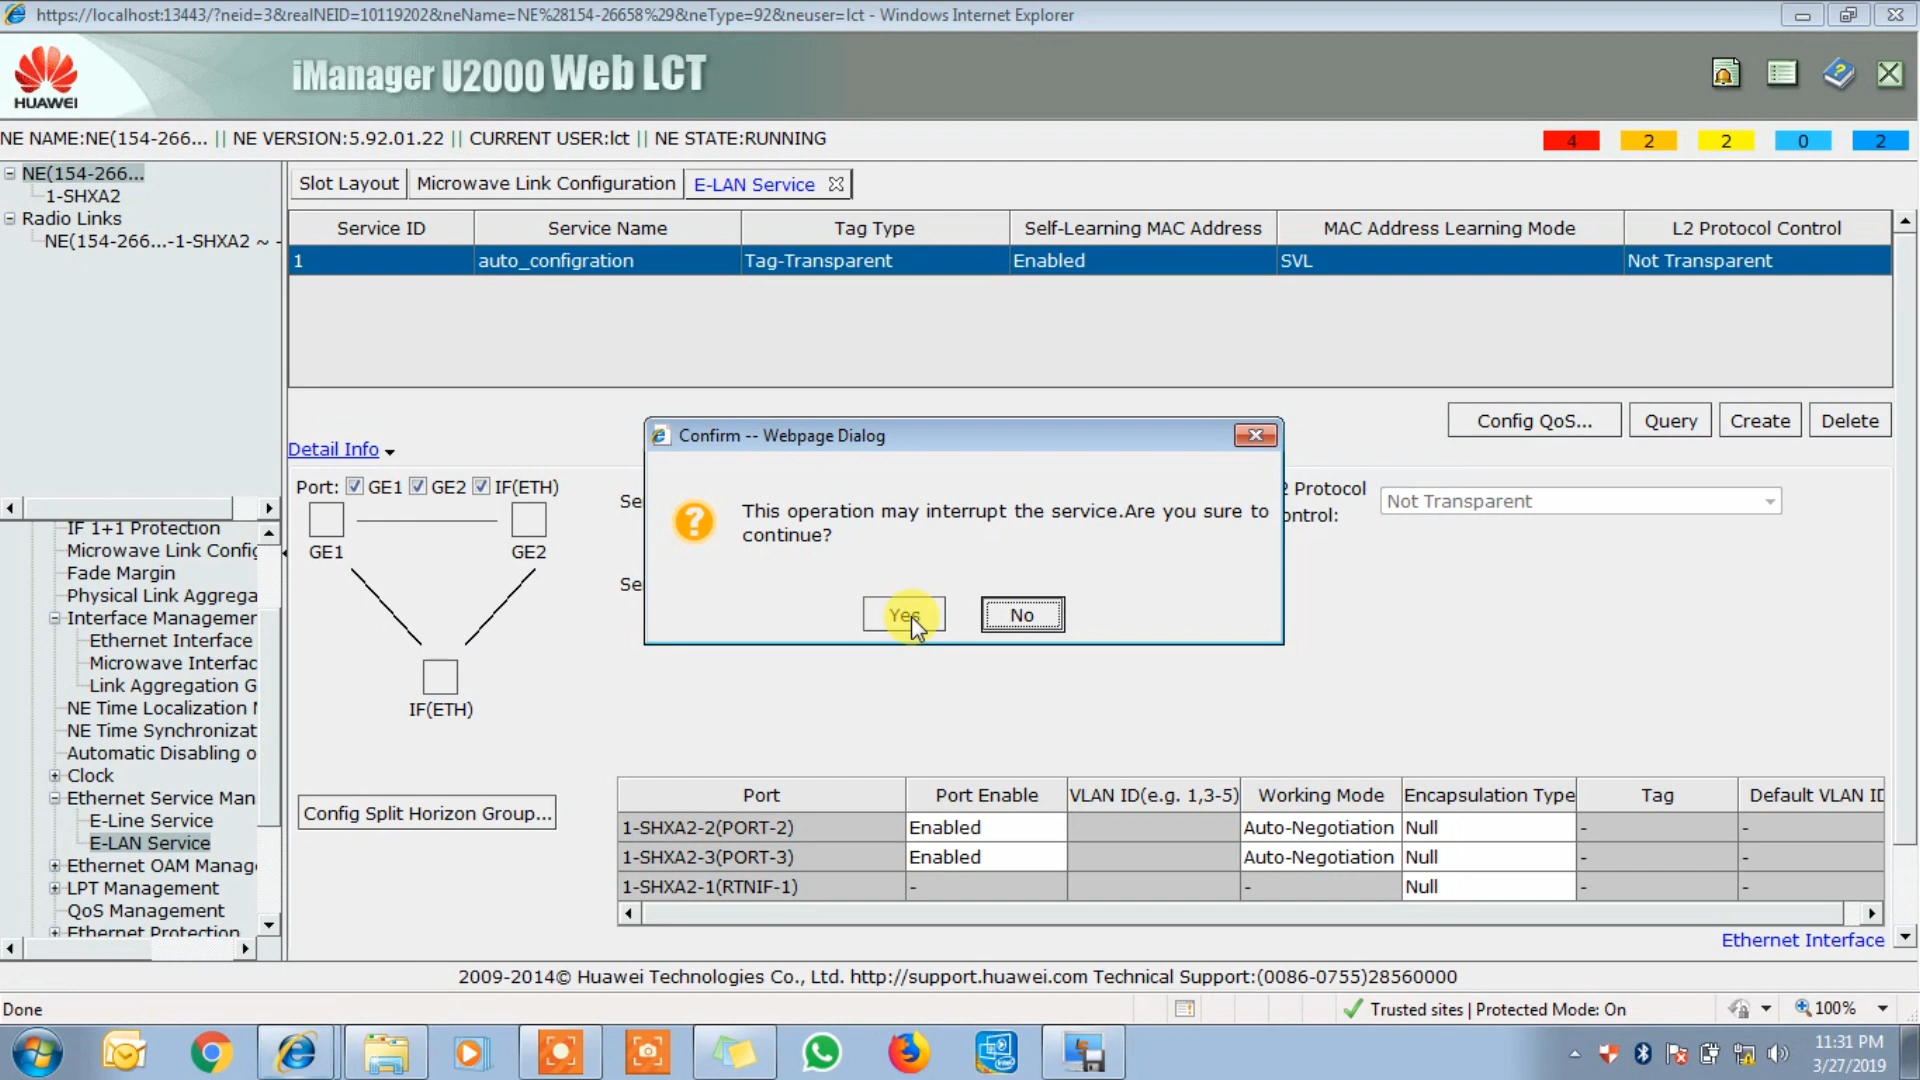 https://localhost:13443/?neid=3&realNEID=10119202&neName=NE%28154-26658%29&neType=92&neuser=lct - Windows Internet Explorer
HUAWEI
iManager U2000 Web LCT
NE NAME:NE(154-266... || NE VERSION:5.92.01.22 || CURRENT USER:lct || NE STATE:RUNNING
4 2 2 0 2
NE(154-266...
1-SHXA2
Radio Links
NE(154-266...-1-SHXA2 ~ -
Slot Layout Microwave Link Configuration E-LAN Service
Service ID Service Name Tag Type Self-Learning MAC Address MAC Address Learning Mode L2 Protocol Control
1 auto_configration Tag-Transparent Enabled SVL Not Transparent
Config QoS... Query Create Delete
Detail Info
Port: GE1 GE2 IF(ETH)
GE1 GE2
IF(ETH)
Se
Se
2 Protocol
ontrol:
Not Transparent
Confirm -- Webpage Dialog
This operation may interrupt the service.Are you sure to
continue?
Yes No
IF 1+1 Protection
Microwave Link Config
Fade Margin
Physical Link Aggrega
Interface Managemer
Ethernet Interface
Microwave Interfac
Link Aggregation G
NE Time Localization M
NE Time Synchronizat
Automatic Disabling o
Clock
Ethernet Service Man
E-Line Service
E-LAN Service
Ethernet OAM Manag
LPT Management
QoS Management
Ethernet Protection
Config Split Horizon Group...
Port Port Enable VLAN ID(e.g. 1,3-5) Working Mode Encapsulation Type Tag Default VLAN ID
1-SHXA2-2(PORT-2) Enabled Auto-Negotiation Null - -
1-SHXA2-3(PORT-3) Enabled Auto-Negotiation Null - -
1-SHXA2-1(RTNIF-1) - - Null - -
Ethernet Interface
2009-2014© Huawei Technologies Co., Ltd. http://support.huawei.com Technical Support:(0086-0755)28560000
Done
Trusted sites | Protected Mode: On
100%
11:31 PM
3/27/2019